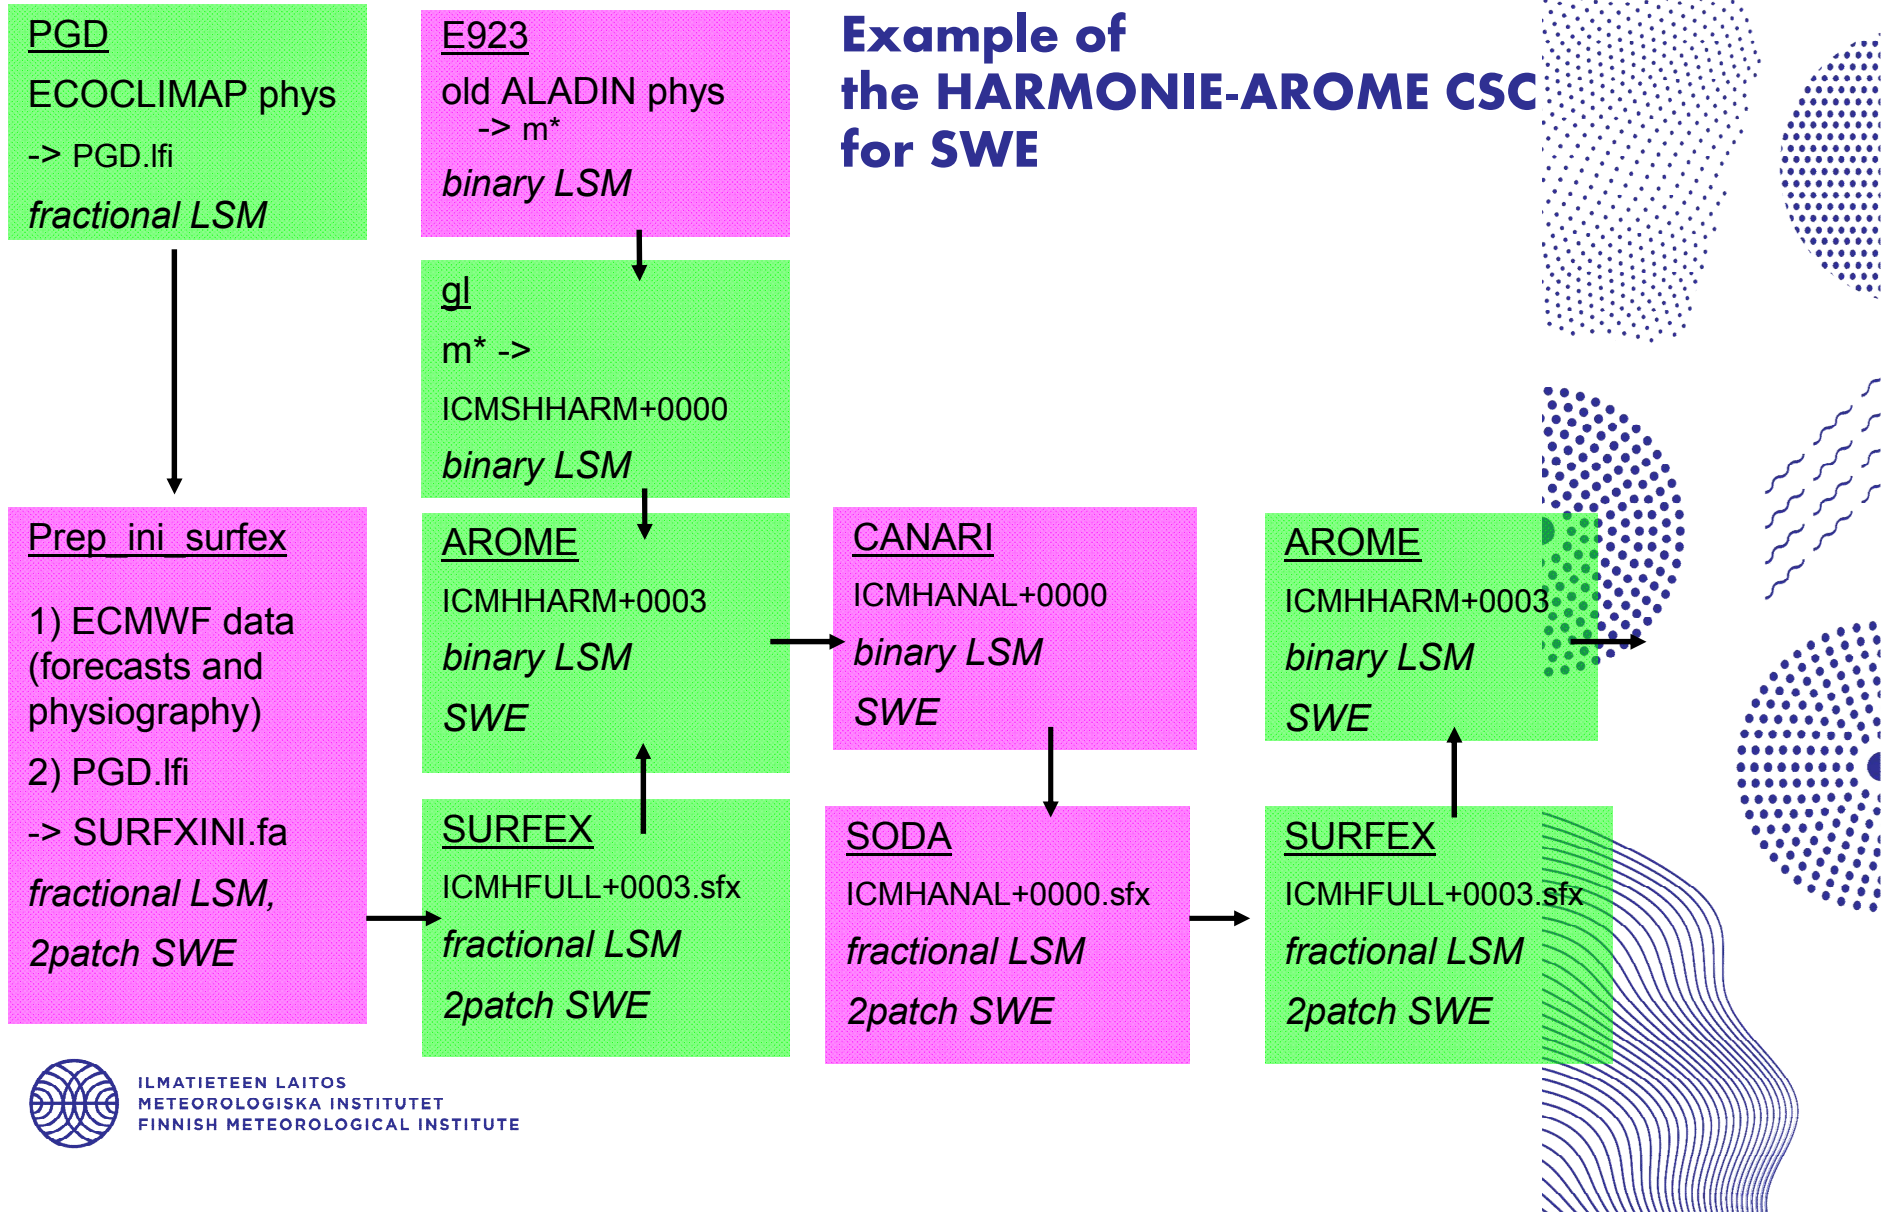 PGD
ECOCLIMAP phys
-> PGD.lfi
fractional LSM
E923
old ALADIN phys
-> m*
binary LSM
Example of
the HARMONIE-AROME CSC
for SWE
gl
m* ->
ICMSHHARM+0000
binary LSM
Prep_ini_surfex
1) ECMWF data
(forecasts and
physiography)
2) PGD.lfi
-> SURFXINI.fa
fractional LSM,
2patch SWE
AROME
ICMHHARM+0003
binary LSM
SWE
CANARI
ICMHANAL+0000
binary LSM
SWE
AROME
ICMHHARM+0003
binary LSM
SWE
SURFEX
ICMHFULL+0003.sfx
fractional LSM
2patch SWE
SODA
ICMHANAL+0000.sfx
fractional LSM
2patch SWE
SURFEX
ICMHFULL+0003.sfx
fractional LSM
2patch SWE
ILMATIETEEN LAITOS
METEOROLOGISKA INSTITUTET
FINNISH METEOROLOGICAL INSTITUTE